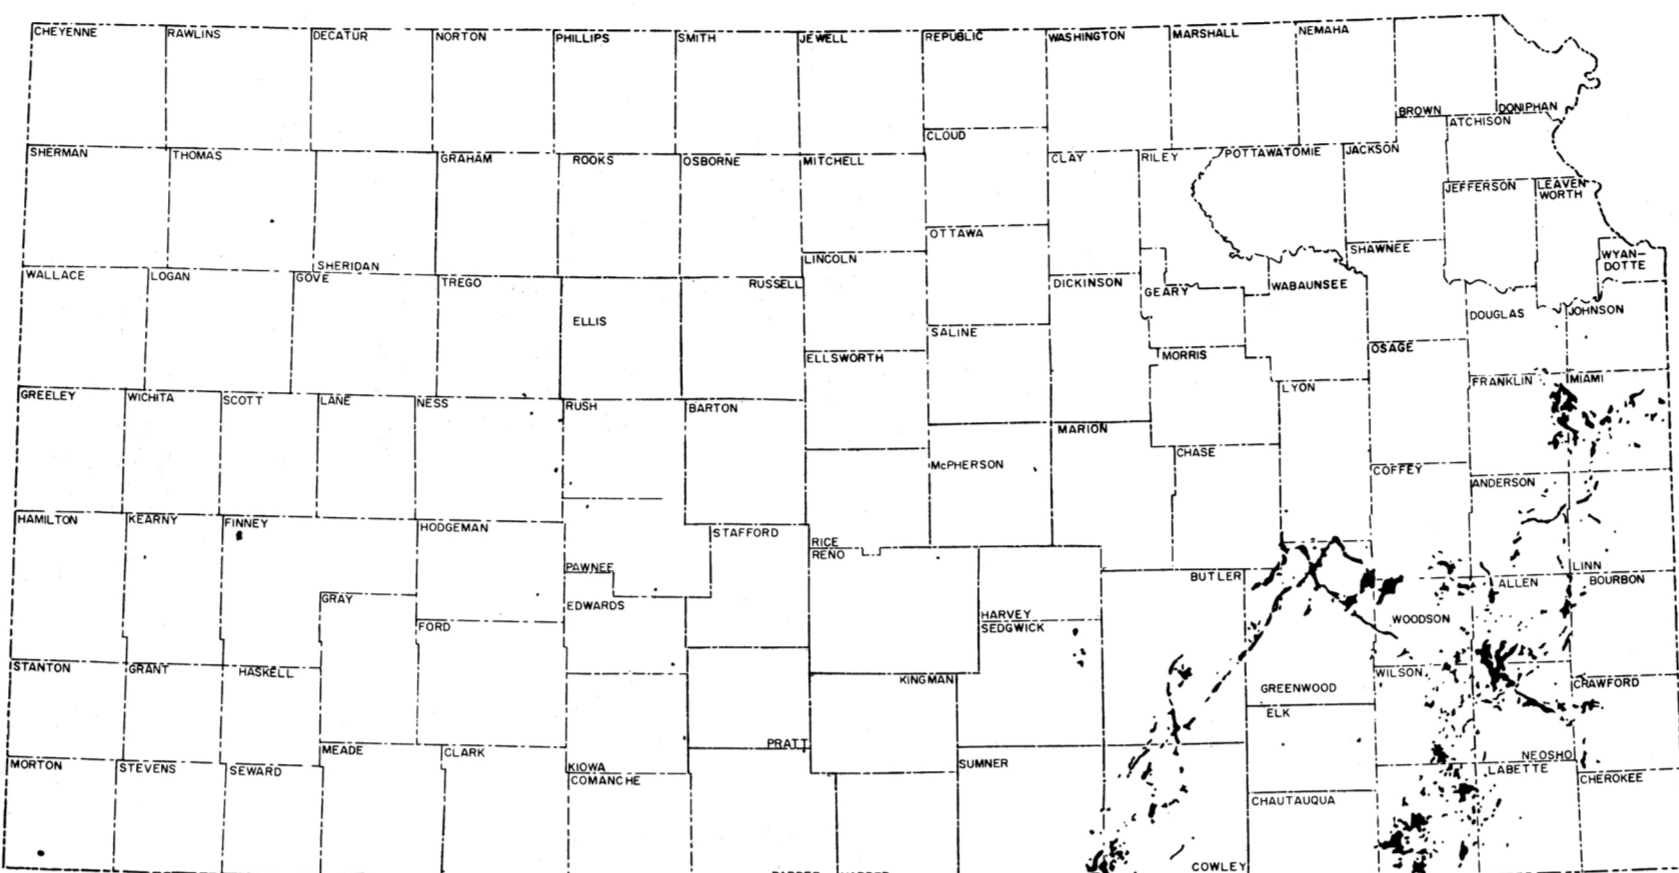 CHEYENNE
RAWLINS
DECATUR
NORTON
PHILLIPS
SMITH
JEWELL
REPUBLIC
WASHINGTON
MARSHALL
NEMAHA
BROWN
DONIPHAN
ATCHISON
CLOUD
SHERMAN
THOMAS
SHERIDAN
GRAHAM
ROOKS
OSBORNE
MITCHELL
CLAY
RILEY
POTTAWATOMIE
JACKSON
JEFFERSON
LEAVEN
WORTH
OTTAWA
LINCOLN
SHAWNEE
WYAN-
DOTTE
WALLACE
LOGAN
GOVE
TREGO
ELLIS
RUSSELL
DICKINSON
GEARY
WABAUNSEE
DOUGLAS
JOHNSON
SALINE
ELLSWORTH
MORRIS
OSAGE
GREELEY
WICHITA
SCOTT
LANE
NESS
RUSH
BARTON
LYON
FRANKLIN
MIAMI
MARION
McPHERSON
CHASE
COFFEY
ANDERSON
HAMILTON
KEARNY
FINNEY
HODGEMAN
STAFFORD
RICE
RENO
PAWNEE
BUTLER
ALLEN
LINN
BOURBON
GRAY
EDWARDS
FORD
HARVEY
SEDGWICK
WOODSON
STANTON
GRANT
HASKELL
KINGMAN
GREENWOOD
WILSON
CRAWFORD
ELK
PRATT
MEADE
CLARK
KIOWA
COMANCHE
SUMNER
NEOSHO
LABETTE
CHEROKEE
MORTON
STEVENS
SEWARD
CHAUTAUQUA
COWLEY